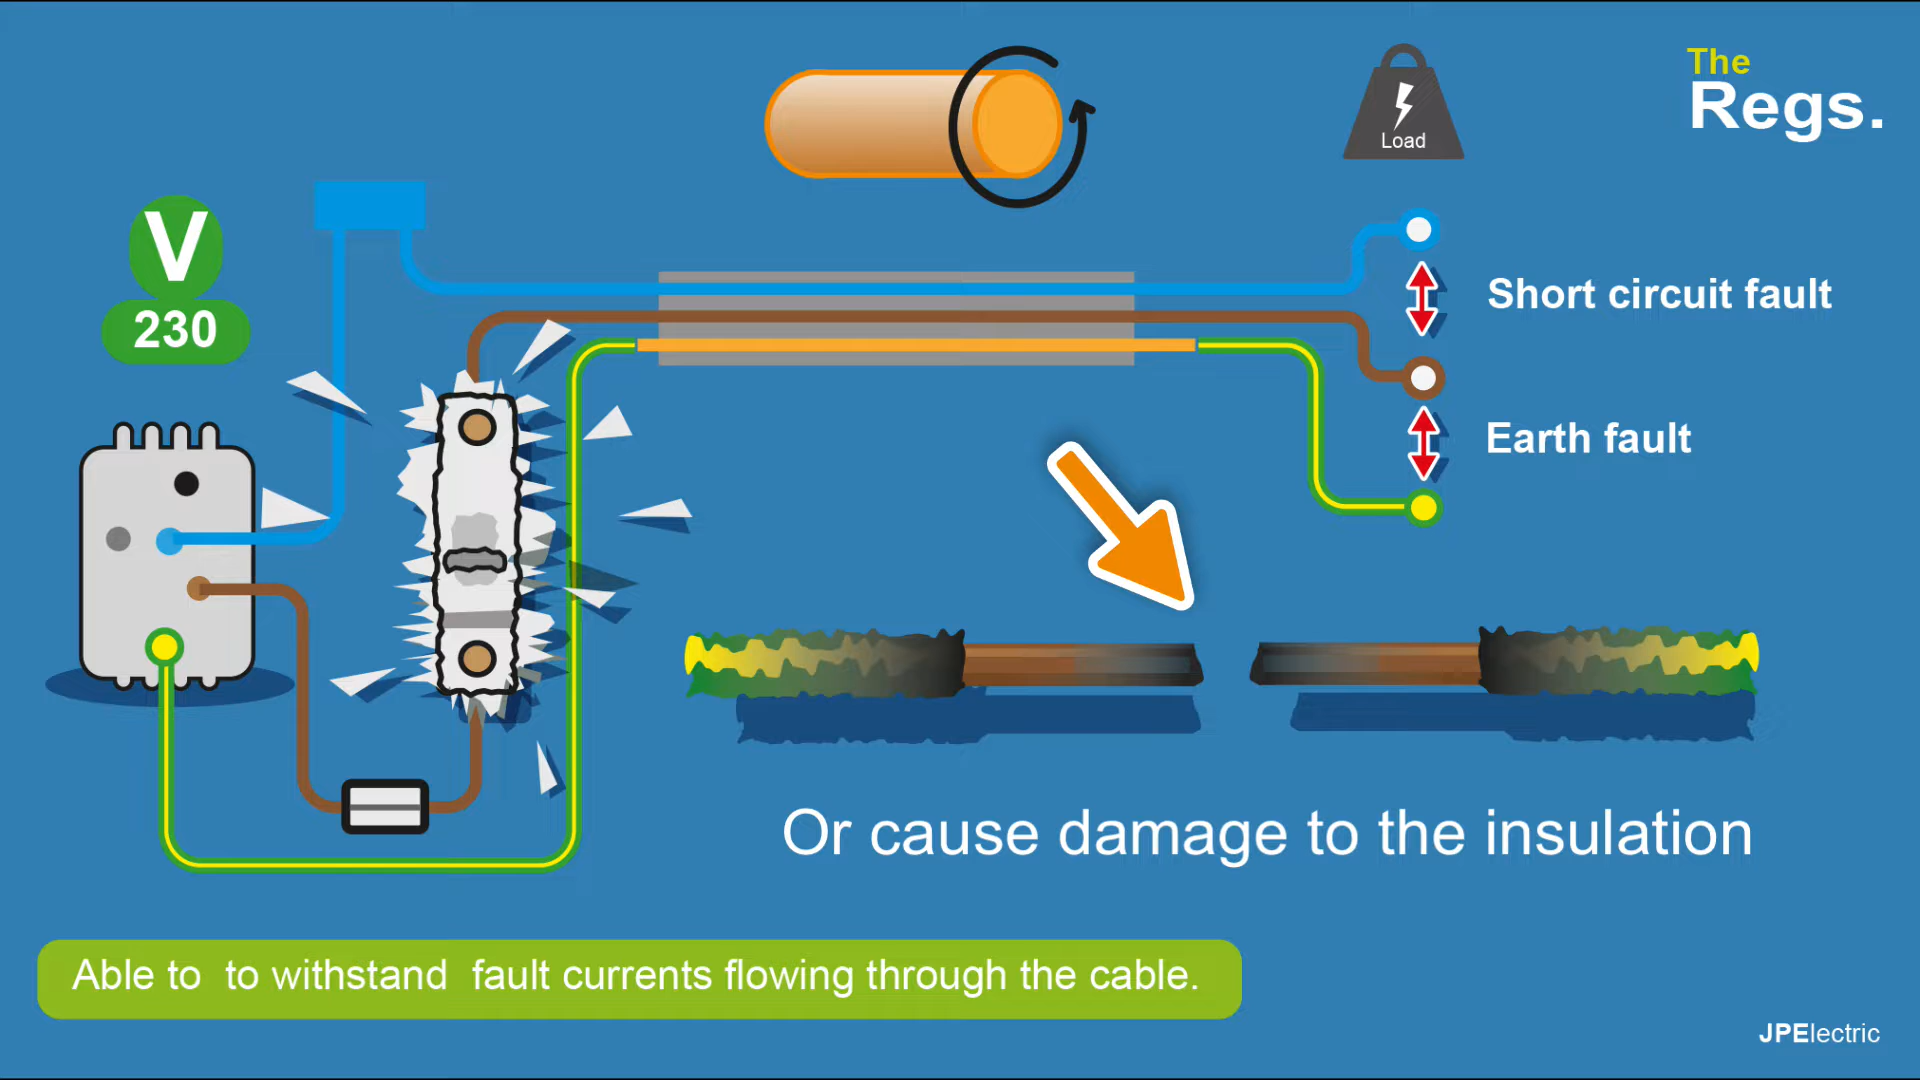 The
Regs.
Load
V
230
Short circuit fault
Earth fault
Or cause damage to the insulation
Able to  to withstand  fault currents flowing through the cable.
JPElectric